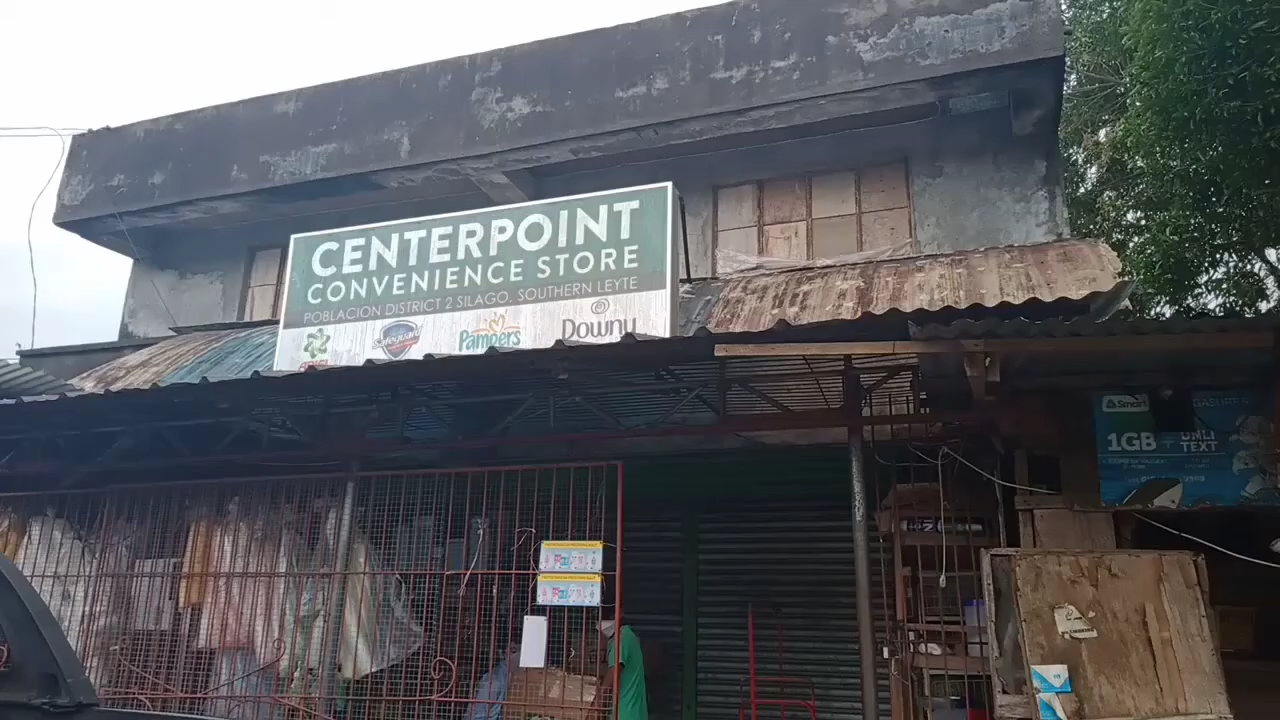 CENTERPOINT
CONVENIENCE STORE
POBLACION DISTRICT 2 SILAGO, SOUTHERN LEYTE
Safeguard
Pampers
Downy
Smart
1GB
UNLI
TEXT